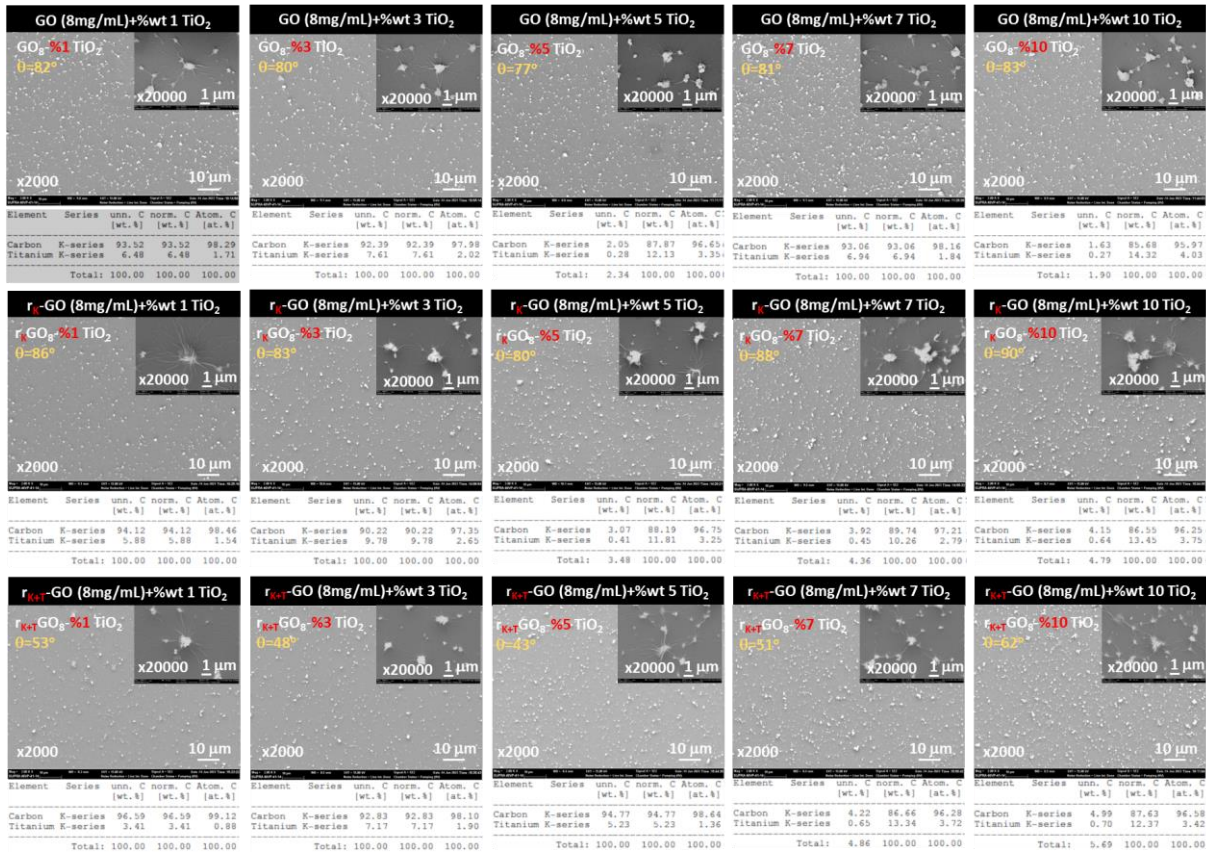 GO (8mg/mL)+%wt 1 TiO2
GO8-%1 TiO2
θ=82°
x20000 1 µm
x2000
10 µm
Element Series unn. C norm. C Atom. C
[wt.%] [wt.%] [at.%]
Carbon K-series 93.52 93.52 98.29
Titanium K-series 6.48 6.48 1.71
Total: 100.00 100.00 100.00
GO (8mg/mL)+%wt 3 TiO2
GO8-%3 TiO2
θ=80°
x20000 1 µm
x2000
10 µm
Element Series unn. C norm. C Atom. C
[wt.%] [wt.%] [at.%]
Carbon K-series 92.39 92.39 97.98
Titanium K-series 7.61 7.61 2.02
Total: 100.00 100.00 100.00
GO (8mg/mL)+%wt 5 TiO2
GO8-%5 TiO2
θ=77°
x20000 1 µm
x2000
10 µm
Element Series unn. C norm. C Atom. C
[wt.%] [wt.%] [at.%]
Carbon K-series 2.05 87.87 96.65
Titanium K-series 0.28 12.13 3.35
Total: 2.34 100.00 100.00
GO (8mg/mL)+%wt 7 TiO2
GO8-%7 TiO2
θ=81°
x20000 1 µm
x2000
10 µm
Element Series unn. C norm. C Atom. C
[wt.%] [wt.%] [at.%]
Carbon K-series 93.06 93.06 98.16
Titanium K-series 6.94 6.94 1.84
Total: 100.00 100.00 100.00
GO (8mg/mL)+%wt 10 TiO2
GO8-%10 TiO2
θ=83°
x20000 1 µm
x2000
10 µm
Element Series unn. C norm. C Atom. C
[wt.%] [wt.%] [at.%]
Carbon K-series 1.63 85.68 95.97
Titanium K-series 0.27 14.32 4.03
Total: 1.90 100.00 100.00
rK-GO (8mg/mL)+%wt 1 TiO2
rKGO8-%1 TiO2
θ=86°
x20000 1 µm
x2000
10 µm
Element Series unn. C norm. C Atom. C
[wt.%] [wt.%] [at.%]
Carbon K-series 94.12 94.12 98.46
Titanium K-series 5.88 5.88 1.54
Total: 100.00 100.00 100.00
rK-GO (8mg/mL)+%wt 3 TiO2
rKGO8-%3 TiO2
θ=83°
x20000 1 µm
x2000
10 µm
Element Series unn. C norm. C Atom. C
[wt.%] [wt.%] [at.%]
Carbon K-series 90.22 90.22 97.35
Titanium K-series 9.78 9.78 2.65
Total: 100.00 100.00 100.00
rK-GO (8mg/mL)+%wt 5 TiO2
rKGO8-%5 TiO2
θ=80°
x20000 1 µm
x2000
10 µm
Element Series unn. C norm. C Atom. C
[wt.%] [wt.%] [at.%]
Carbon K-series 3.07 88.19 96.75
Titanium K-series 0.41 11.81 3.25
Total: 3.48 100.00 100.00
rK-GO (8mg/mL)+%wt 7 TiO2
rKGO8-%7 TiO2
θ=88°
x20000 1 µm
x2000
10 µm
Element Series unn. C norm. C Atom. C
[wt.%] [wt.%] [at.%]
Carbon K-series 3.92 89.74 97.21
Titanium K-series 0.45 10.26 2.79
Total: 4.36 100.00 100.00
rK-GO (8mg/mL)+%wt 10 TiO2
rKGO8-%10 TiO2
θ=90°
x20000 1 µm
x2000
10 µm
Element Series unn. C norm. C Atom. C
[wt.%] [wt.%] [at.%]
Carbon K-series 4.15 86.55 96.25
Titanium K-series 0.64 13.45 3.75
Total: 4.79 100.00 100.00
rK+T-GO (8mg/mL)+%wt 1 TiO2
rK+TGO8-%1 TiO2
θ=53°
x20000 1 µm
x2000
10 µm
Element Series unn. C norm. C Atom. C
[wt.%] [wt.%] [at.%]
Carbon K-series 96.59 96.59 99.12
Titanium K-series 3.41 3.41 0.88
Total: 100.00 100.00 100.00
rK+T-GO (8mg/mL)+%wt 3 TiO2
rK+TGO8-%3 TiO2
θ=48°
x20000 1 µm
x2000
10 µm
Element Series unn. C norm. C Atom. C
[wt.%] [wt.%] [at.%]
Carbon K-series 92.83 92.83 98.10
Titanium K-series 7.17 7.17 1.90
Total: 100.00 100.00 100.00
rK+T-GO (8mg/mL)+%wt 5 TiO2
rK+TGO8-%5 TiO2
θ=43°
x20000 1 µm
x2000
10 µm
Element Series unn. C norm. C Atom. C
[wt.%] [wt.%] [at.%]
Carbon K-series 94.77 94.77 98.64
Titanium K-series 5.23 5.23 1.36
Total: 100.00 100.00 100.00
rK+T-GO (8mg/mL)+%wt 7 TiO2
rK+TGO8-%7 TiO2
θ=51°
x20000 1 µm
x2000
10 µm
Element Series unn. C norm. C Atom. C
[wt.%] [wt.%] [at.%]
Carbon K-series 4.22 86.66 96.28
Titanium K-series 0.65 13.34 3.72
Total: 4.86 100.00 100.00
rK+T-GO (8mg/mL)+%wt 10 TiO2
rK+TGO8-%10 TiO2
θ=62°
x20000 1 µm
x2000
10 µm
Element Series unn. C norm. C Atom. C
[wt.%] [wt.%] [at.%]
Carbon K-series 4.99 87.63 96.58
Titanium K-series 0.70 12.37 3.42
Total: 5.69 100.00 100.00